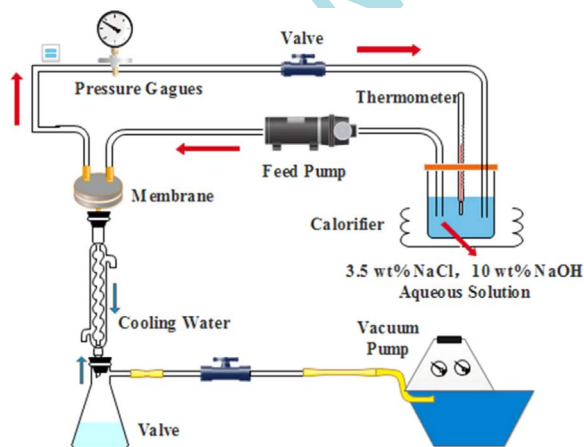 Valve
Pressure Gagues
Thermometer
Feed Pump
Membrane
Calorifier
3.5 wt% NaCl，10 wt% NaOH
Aqueous Solution
Cooling Water
Vacuum
Pump
Valve